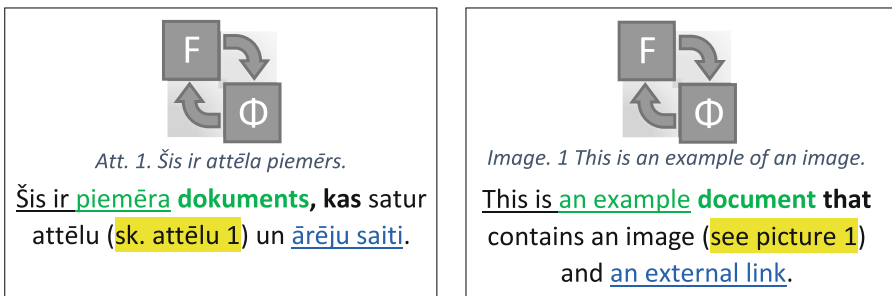 F
Φ
Att. 1. Šis ir attēla piemērs.
Šis ir piemēra dokuments, kas satur
attēlu (sk. attēlu 1) un ārēju saiti.
F
Φ
Image. 1 This is an example of an image.
This is an example document that
contains an image (see picture 1)
and an external link.